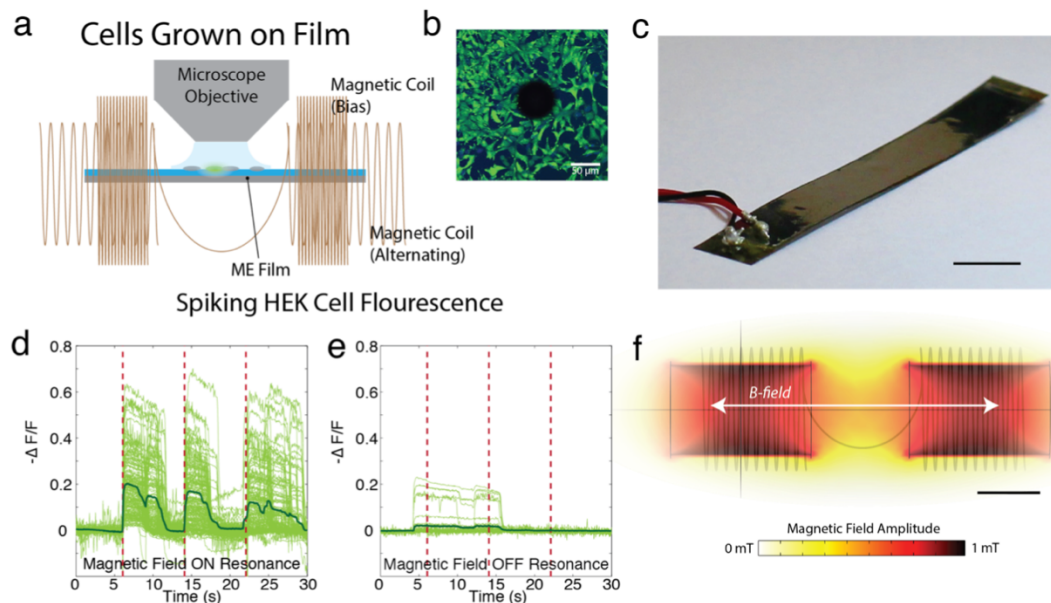 a
Cells Grown on Film
Microscope
Objective
Magnetic Coil
(Bias)
Magnetic Coil
(Alternating)
ME Film
b
50 µm
c
Spiking HEK Cell Flourescence
d
-Δ F/F
0.8
0.6
0.4
0.2
0
Magnetic Field ON Resonance
0 5 10 15 20 25 30
Time (s)
e
-Δ F/F
0.8
0.6
0.4
0.2
0
Magnetic Field OFF Resonance
0 5 10 15 20 25 30
Time (s)
f
B-field
Magnetic Field Amplitude
0 mT 1 mT